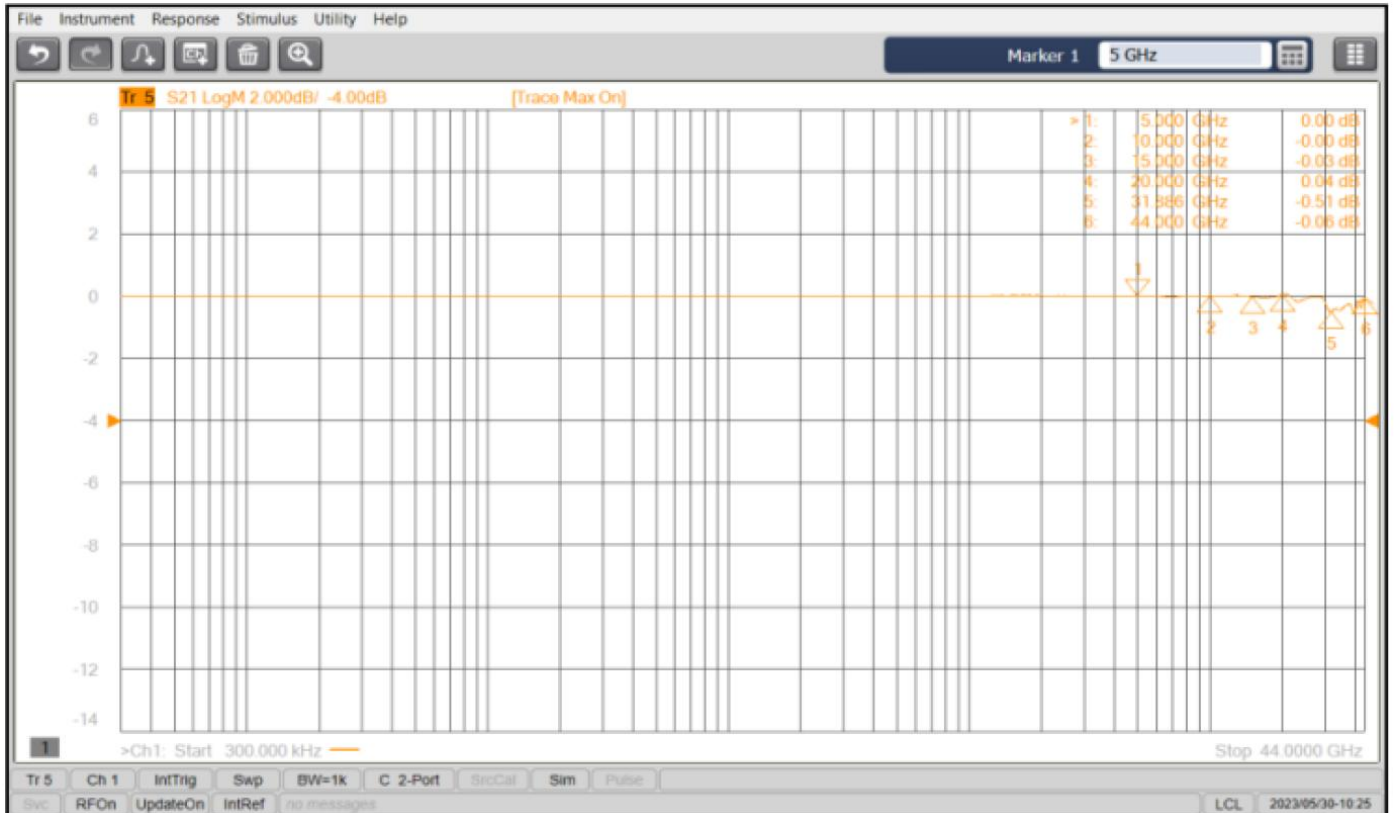 File Instrument Response Stimulus Utility Help
Marker 1 5 GHz
Tr 5 S21 LogM 2.000dB/ -4.00dB [Trace Max On]
> 1: 5.000 GHz 0.00 dB
2: 10.000 GHz -0.00 dB
3: 15.000 GHz -0.03 dB
4: 20.000 GHz 0.04 dB
5: 31.886 GHz -0.51 dB
6: 44.000 GHz -0.06 dB
6
4
2
0
-2
-4
-6
-8
-10
-12
-14
1
2
3
4
5
6
1 >Ch1: Start 300.000 kHz Stop 44.0000 GHz
Tr 5 Ch 1 IntTrig Swp BW=1k C 2-Port SrcCal Sim Pulse
Svc RFOn UpdateOn IntRef no messages LCL 2023/05/30-10:25